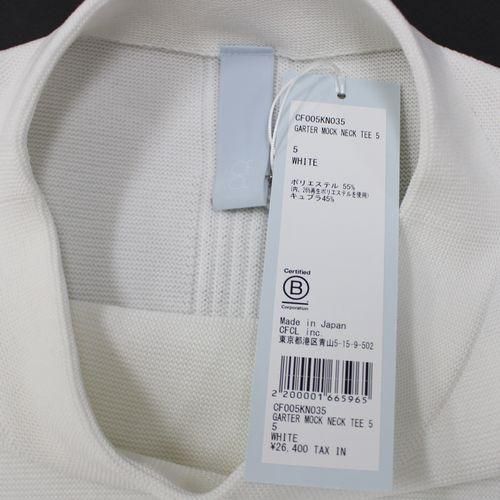 CF005KN035
GARTER MOCK NECK TEE 5
5
WHITE
ポリエステル 55%
(内、26%再生ポリエステルを使用)
キュプラ45%
Certified
B
Corporation
Made in Japan
CFCL inc.
東京都港区青山5-15-9-502
2200001665965
CF005KN035
GARTER MOCK NECK TEE 5
5
WHITE
¥26,400 TAX IN